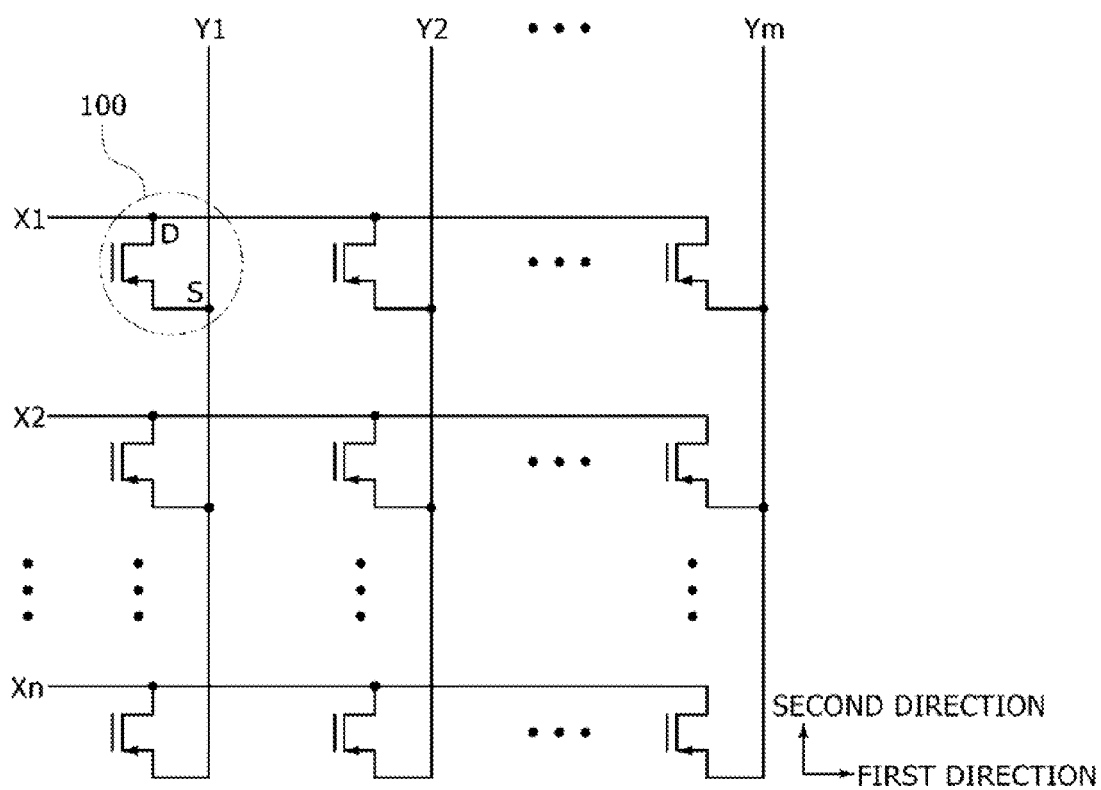 Y1
Y2
Ym
100
X1
D
S
X2
Xn
SECOND DIRECTION
FIRST DIRECTION